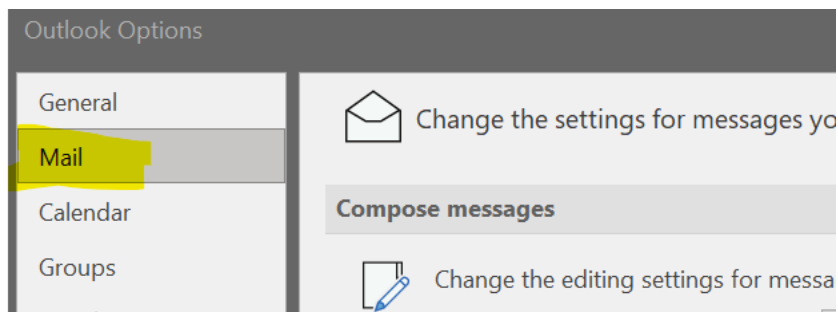 Outlook Options
General
Mail
Calendar
Groups
Change the settings for messages yo
Compose messages
Change the editing settings for messa